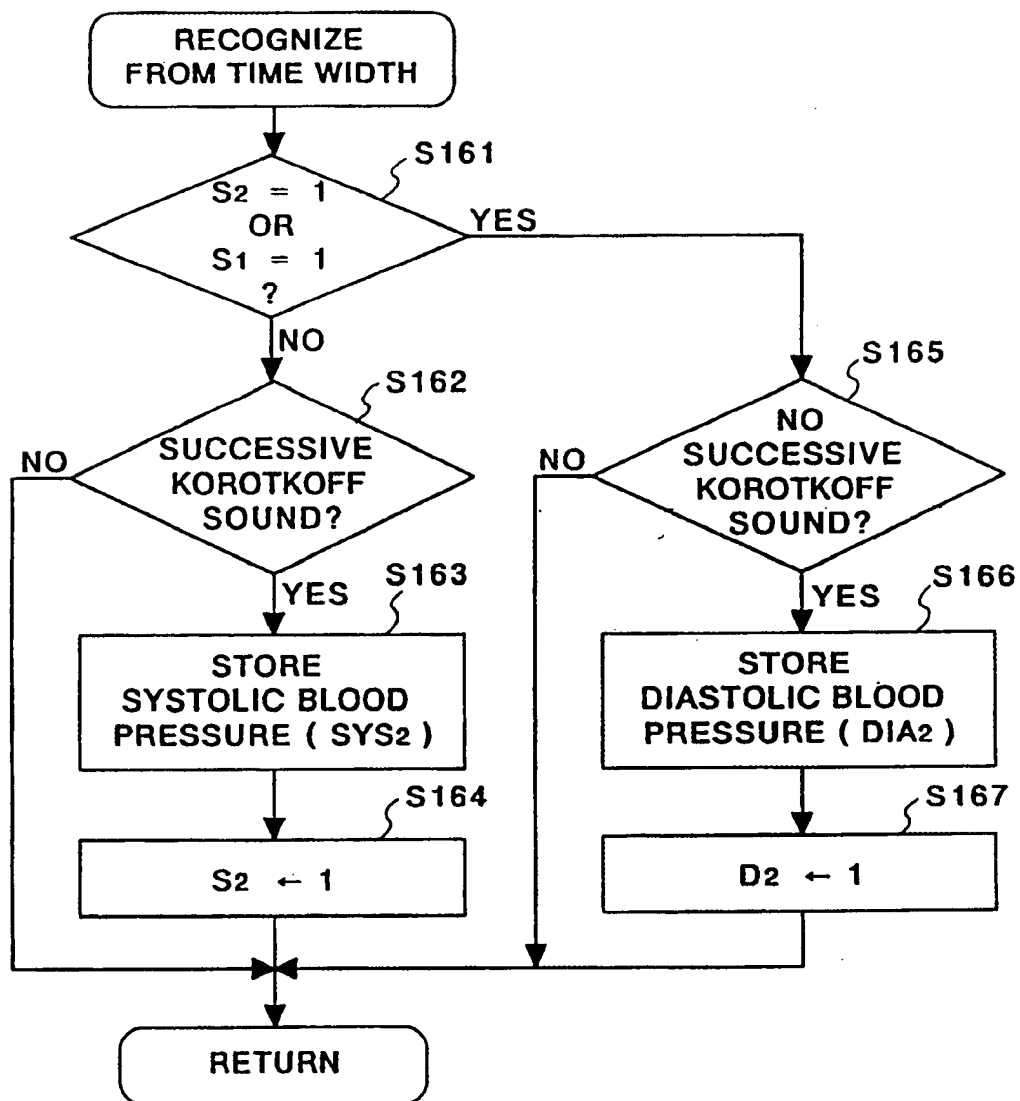 RECOGNIZE
FROM TIME WIDTH
S161
S2 = 1
OR
S1 = 1
?
YES
NO
S162
SUCCESSIVE
KOROTKOFF
SOUND?
NO
YES
S163
STORE
SYSTOLIC BLOOD
PRESSURE ( SYS2 )
S164
S2 ← 1
S165
NO
SUCCESSIVE
KOROTKOFF
SOUND?
NO
YES
S166
STORE
DIASTOLIC BLOOD
PRESSURE ( DIA2 )
S167
D2 ← 1
RETURN